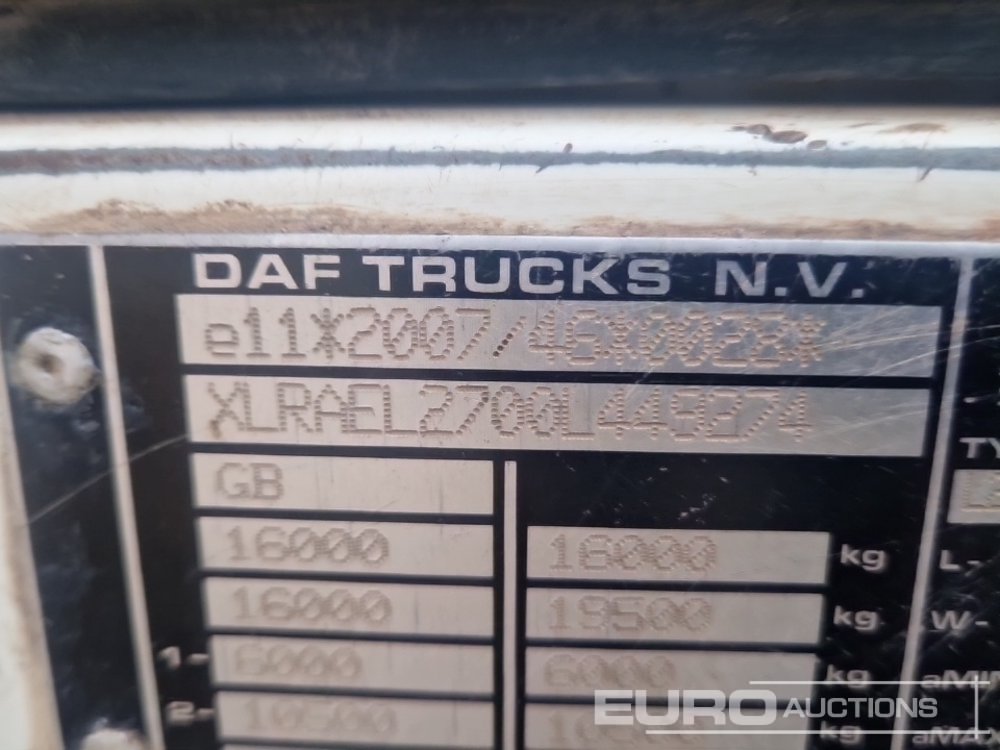 DAF TRUCKS N.V.
e11*2007/46*0028*
XLRAEL2700L448274
GB
16000 18000 kg L-
16000 19500 kg W-
1- 6000 6000 kg
2- 10500
EURO AUCTIONS